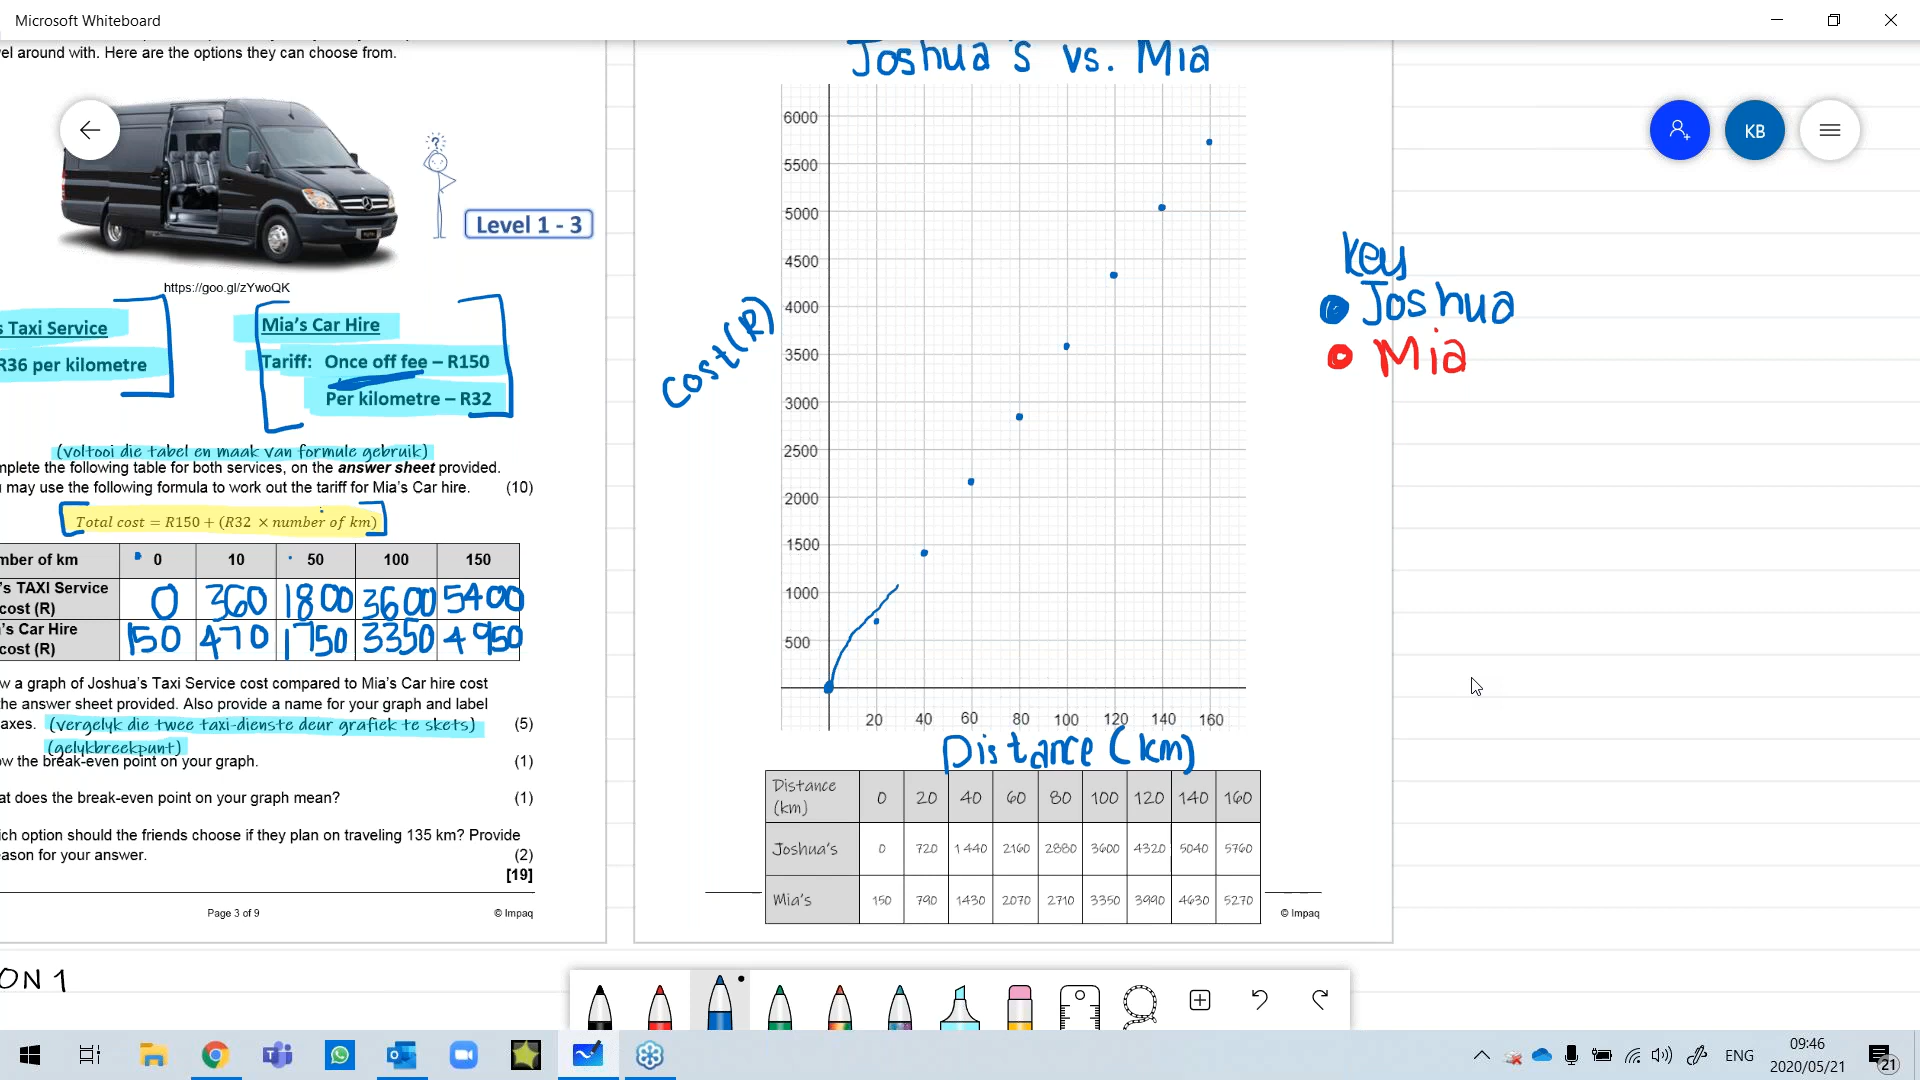 Microsoft Whiteboard
el around with. Here are the options they can choose from.
Level 1 - 3
https://goo.gl/zYwoQK
s Taxi Service
R36 per kilometre
Mia's Car Hire
Tariff: Once off fee – R150
Per kilometre – R32
(voltooi die tabel en maak van formule gebruik)
mplete the following table for both services, on the answer sheet provided.
may use the following formula to work out the tariff for Mia's Car hire. (10)
Total cost = R150 + (R32 × number of km)
mber of km 0 10 50 100 150
's TAXI Service cost (R) 0 360 1800 3600 5400
's Car Hire cost (R) 150 470 1750 3350 4950
w a graph of Joshua's Taxi Service cost compared to Mia's Car hire cost
the answer sheet provided. Also provide a name for your graph and label
axes. (vergelyk die twee taxi-dienste deur grafiek te skets) (5)
(gelykbreekpunt)
ow the break-even point on your graph. (1)
at does the break-even point on your graph mean? (1)
ich option should the friends choose if they plan on traveling 135 km? Provide
eason for your answer. (2)
[19]
Page 3 of 9 © Impaq
ON 1
Joshua's vs. Mia
6000
5500
5000
4500
4000
3500
3000
2500
2000
1500
1000
500
Cost (R)
20 40 60 80 100 120 140 160
Distance (km)
Distance (km) 0 20 40 60 80 100 120 140 160
Joshua's 0 720 1440 2160 2880 3600 4320 5040 5760
Mia's 150 790 1430 2070 2710 3350 3990 4630 5270
© Impaq
Key
Joshua
Mia
KB
ENG
09:46
2020/05/21
21